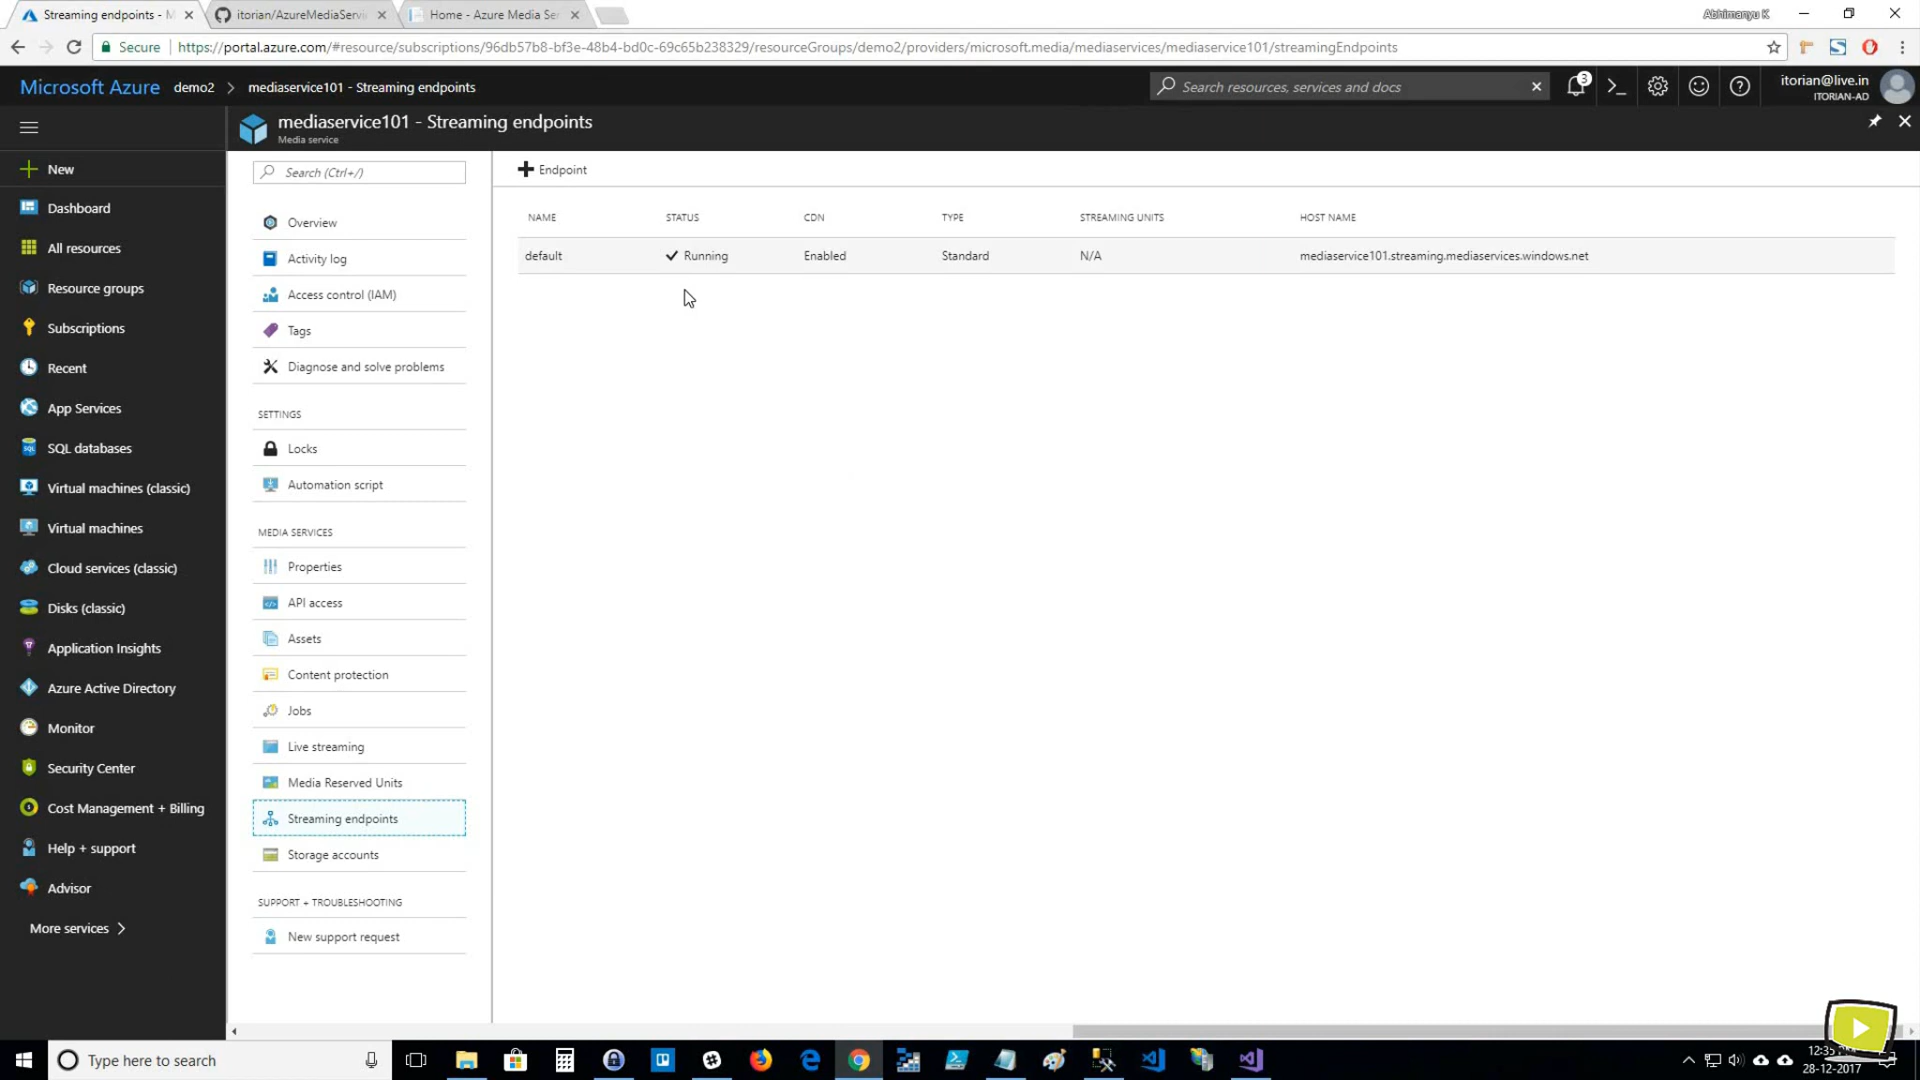 Streaming endpoints - M
itorian/AzureMediaServi
Home - Azure Media Se
Abhimanyu K
Secure
https://portal.azure.com/#resource/subscriptions/96db57b8-bf3e-48b4-bd0c-69c65b238329/resourceGroups/demo2/providers/microsoft.media/mediaservices/mediaservice101/streamingEndpoints
Microsoft Azure
demo2
mediaservice101 - Streaming endpoints
Search resources, services and docs
3
itorian@live.in
ITORIAN-AD
mediaservice101 - Streaming endpoints
Media service
New
Dashboard
All resources
Resource groups
Subscriptions
Recent
App Services
SQL databases
Virtual machines (classic)
Virtual machines
Cloud services (classic)
Disks (classic)
Application Insights
Azure Active Directory
Monitor
Security Center
Cost Management + Billing
Help + support
Advisor
More services
Search (Ctrl+/)
Overview
Activity log
Access control (IAM)
Tags
Diagnose and solve problems
SETTINGS
Locks
Automation script
MEDIA SERVICES
Properties
API access
Assets
Content protection
Jobs
Live streaming
Media Reserved Units
Streaming endpoints
Storage accounts
SUPPORT + TROUBLESHOOTING
New support request
Endpoint
NAME STATUS CDN TYPE STREAMING UNITS HOST NAME
default Running Enabled Standard N/A mediaservice101.streaming.mediaservices.windows.net
Type here to search
28-12-2017